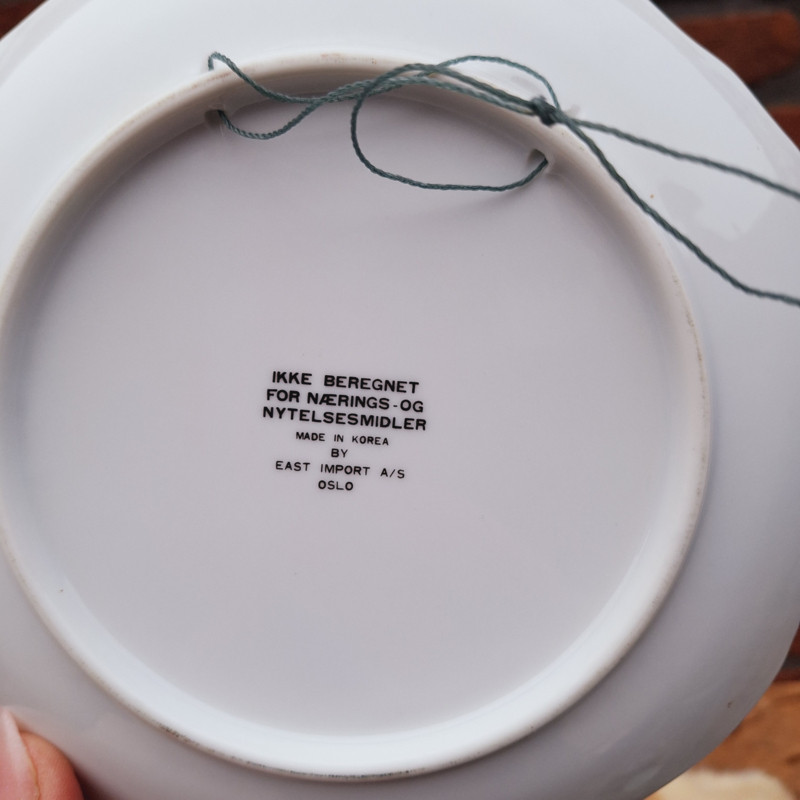 IKKE BEREGNET
FOR NÆRINGS-OG
NYTELSESMIDLER
MADE IN KOREA
BY
EAST IMPORT A/S
OSLO